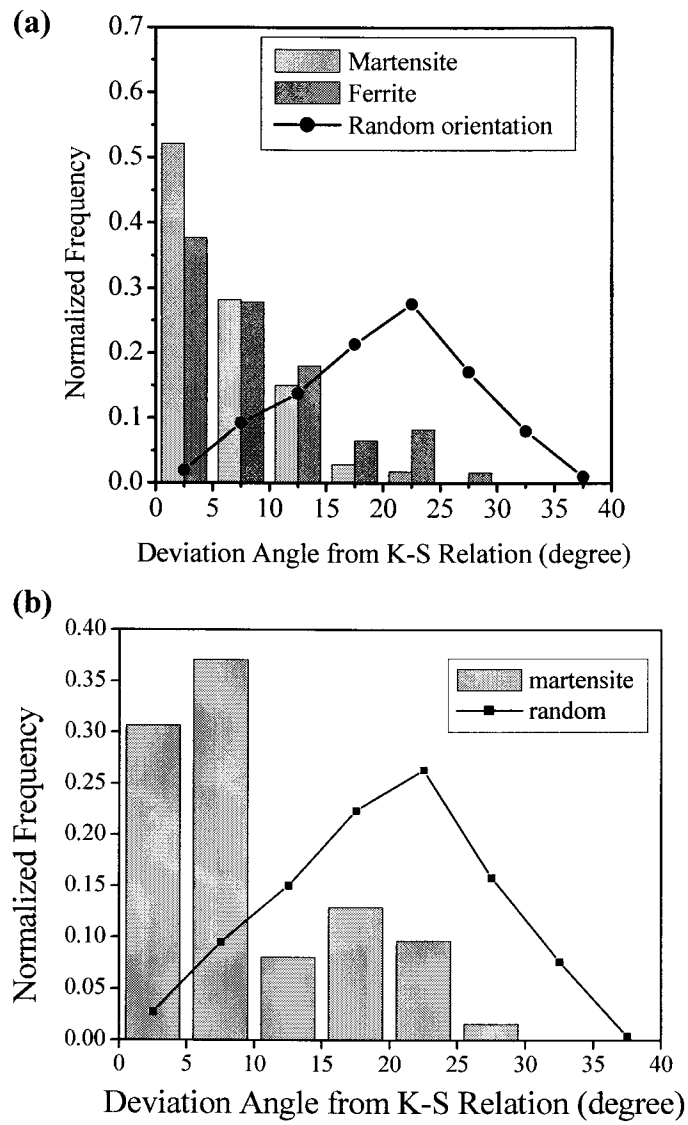 (a)
0.7
0.6
0.5
0.4
0.3
0.2
0.1
0.0
Normalized Frequency
Martensite
Ferrite
Random orientation
0 5 10 15 20 25 30 35 40
Deviation Angle from K-S Relation (degree)
(b)
0.40
0.35
0.30
0.25
0.20
0.15
0.10
0.05
0.00
Normalized Frequency
martensite
random
0 5 10 15 20 25 30 35 40
Deviation Angle from K-S Relation (degree)